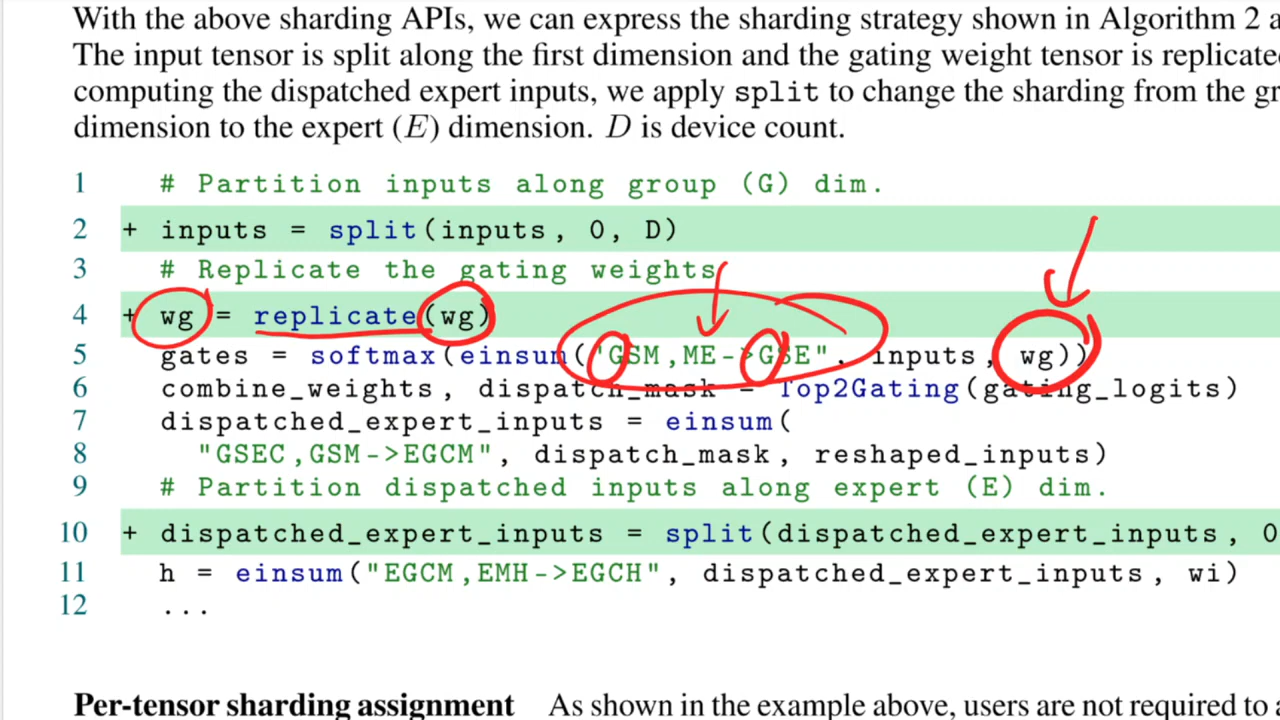 With the above sharding APIs, we can express the sharding strategy shown in Algorithm 2 a
The input tensor is split along the first dimension and the gating weight tensor is replicate
computing the dispatched expert inputs, we apply split to change the sharding from the gr
dimension to the expert (E) dimension. D is device count.
1 # Partition inputs along group (G) dim.
2 + inputs = split(inputs, 0, D)
3 # Replicate the gating weights
4 + wg = replicate(wg)
5 gates = softmax(einsum("GSM,ME->GSE", inputs, wg))
6 combine_weights, dispatch_mask = Top2Gating(gating_logits)
7 dispatched_expert_inputs = einsum(
8 "GSEC,GSM->EGCM", dispatch_mask, reshaped_inputs)
9 # Partition dispatched inputs along expert (E) dim.
10 + dispatched_expert_inputs = split(dispatched_expert_inputs, 0
11 h = einsum("EGCM,EMH->EGCH", dispatched_expert_inputs, wi)
12 ...
Per-tensor sharding assignment As shown in the example above, users are not required to a